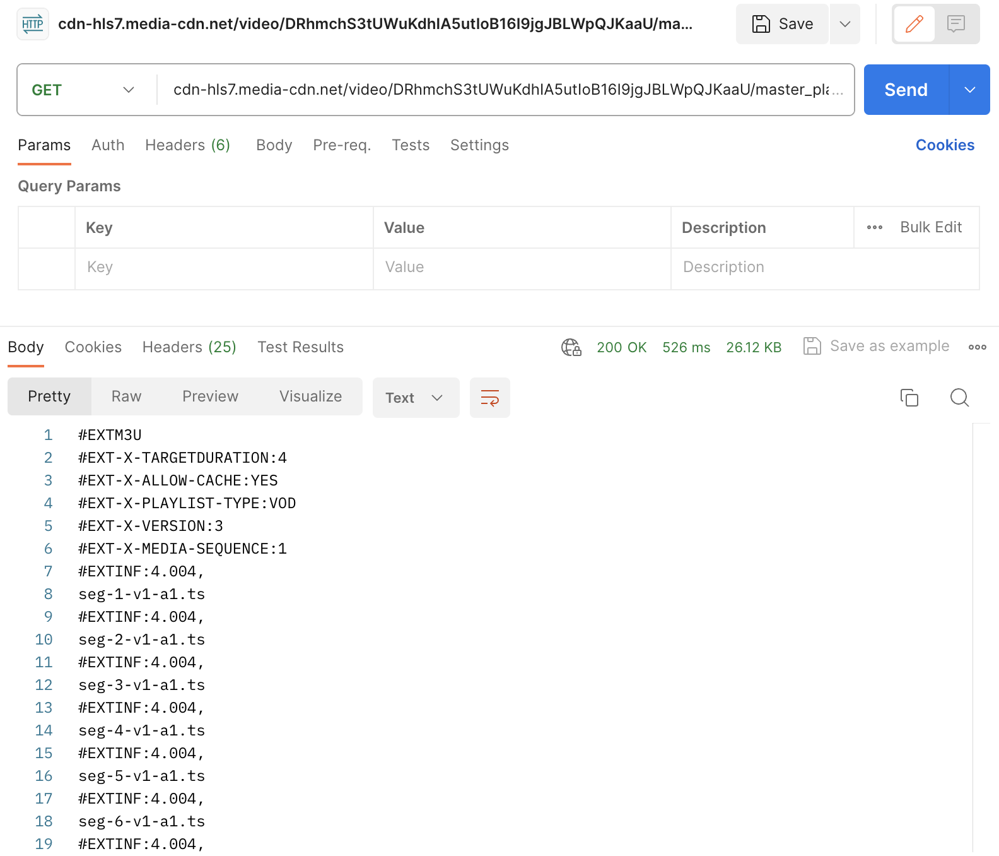 HTTP cdn-hls7.media-cdn.net/video/DRhmchS3tUWuKdhIA5utIoB16I9jgJBLWpQJKaaU/ma... Save
GET cdn-hls7.media-cdn.net/video/DRhmchS3tUWuKdhIA5utIoB16I9jgJBLWpQJKaaU/master_pla... Send
Params Auth Headers (6) Body Pre-req. Tests Settings Cookies
Query Params
Key Value Description Bulk Edit
Key Value Description
Body Cookies Headers (25) Test Results 200 OK 526 ms 26.12 KB Save as example
Pretty Raw Preview Visualize Text
1 #EXTM3U
2 #EXT-X-TARGETDURATION:4
3 #EXT-X-ALLOW-CACHE:YES
4 #EXT-X-PLAYLIST-TYPE:VOD
5 #EXT-X-VERSION:3
6 #EXT-X-MEDIA-SEQUENCE:1
7 #EXTINF:4.004,
8 seg-1-v1-a1.ts
9 #EXTINF:4.004,
10 seg-2-v1-a1.ts
11 #EXTINF:4.004,
12 seg-3-v1-a1.ts
13 #EXTINF:4.004,
14 seg-4-v1-a1.ts
15 #EXTINF:4.004,
16 seg-5-v1-a1.ts
17 #EXTINF:4.004,
18 seg-6-v1-a1.ts
19 #EXTINF:4.004,